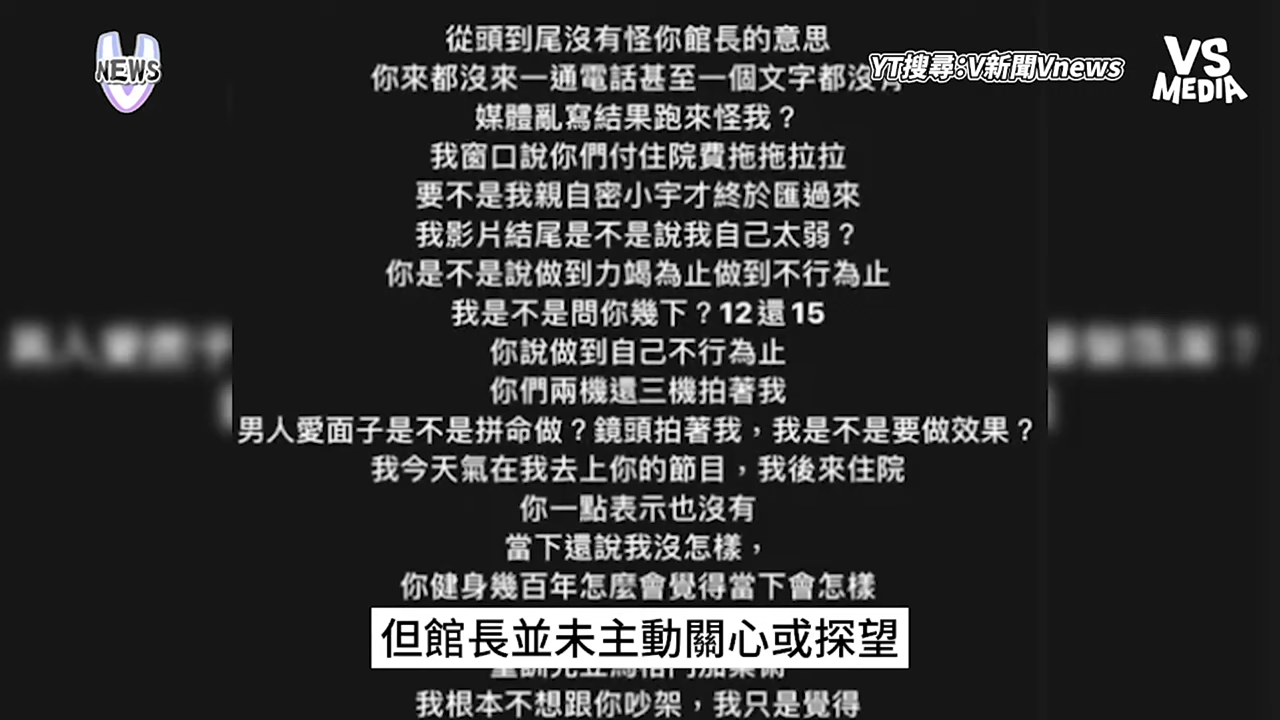 從頭到尾沒有怪你館長的意思
NEWS
YT搜尋:V新聞Vnews
VS
MEDIA
你來都沒來一通電話甚至一個文字都沒有
媒體亂寫結果跑來怪我？
我窗口說你們付住院費拖拖拉拉
要不是我親自密小宇才終於匯過來
我影片結尾是不是說我自己太弱？
你是不是說做到力竭為止做到不行為止
我是不是問你幾下？12還15
你說做到自己不行為止
你們兩機還三機拍著我
男人愛面子是不是拼命做？鏡頭拍著我，我是不是要做效果？
我今天氣在我去上你的節目，我後來住院
你一點表示也沒有
當下還說我沒怎樣，
你健身幾百年怎麼會覺得當下會怎樣
但館長並未主動關心或探望
我根本不想跟你吵架，我只是覺得